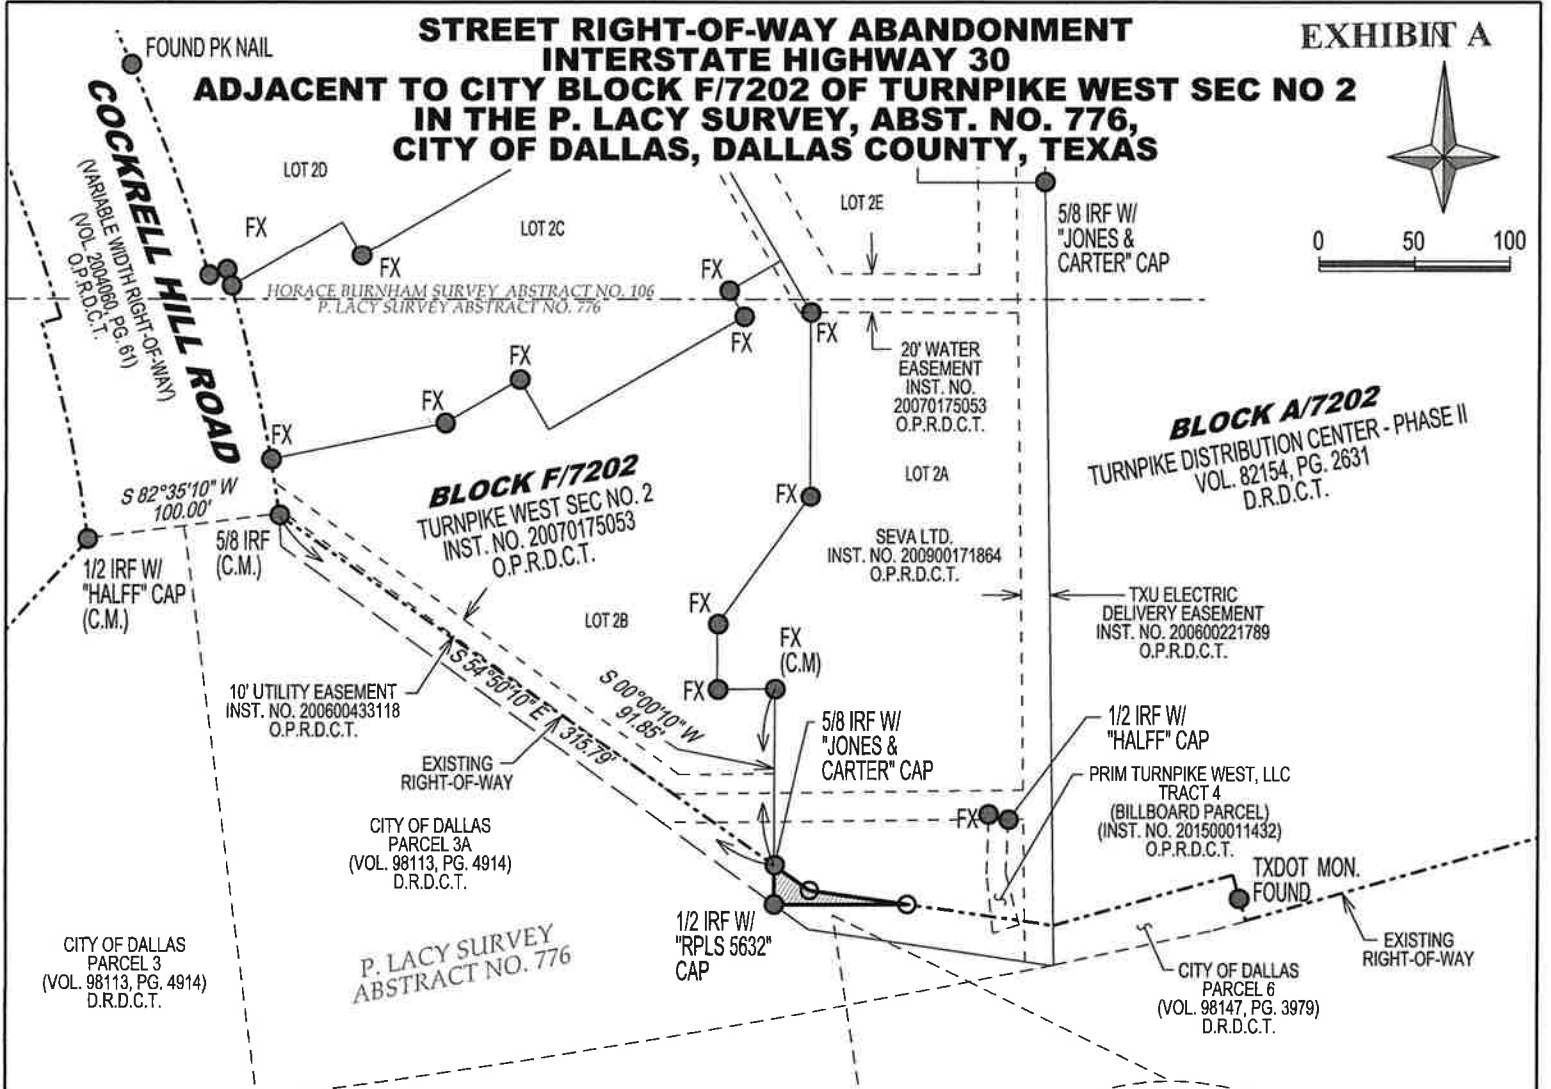 STREET RIGHT-OF-WAY ABANDONMENT
INTERSTATE HIGHWAY 30
ADJACENT TO CITY BLOCK F/7202 OF TURNPIKE WEST SEC NO 2
IN THE P. LACY SURVEY, ABST. NO. 776,
CITY OF DALLAS, DALLAS COUNTY, TEXAS
EXHIBIT A
FOUND PK NAIL
COCKRELL HILL ROAD
(VARIABLE WIDTH RIGHT-OF-WAY)
(VOL. 2004060, PG. 61)
O.P.R.D.C.T.
LOT 2D
FX
FX
LOT 2C
LOT 2E
5/8 IRF W/
"JONES &
CARTER" CAP
0 50 100
HORACE BURNHAM SURVEY ABSTRACT NO. 106
P. LACY SURVEY ABSTRACT NO. 776
FX
FX
FX
20' WATER
EASEMENT
INST. NO.
20070175053
O.P.R.D.C.T.
FX
FX
FX
BLOCK A/7202
TURNPIKE DISTRIBUTION CENTER - PHASE II
VOL. 82154, PG. 2631
D.R.D.C.T.
S 82°35'10" W
100.00'
BLOCK F/7202
TURNPIKE WEST SEC NO. 2
INST. NO. 20070175053
O.P.R.D.C.T.
LOT 2A
FX
SEVA LTD.
INST. NO. 200900171864
O.P.R.D.C.T.
5/8 IRF
(C.M.)
1/2 IRF W/
"HALFF" CAP
(C.M.)
TXU ELECTRIC
DELIVERY EASEMENT
INST. NO. 200600221789
O.P.R.D.C.T.
LOT 2B
FX
FX
(C.M)
FX
10' UTILITY EASEMENT
INST. NO. 200600433118
O.P.R.D.C.T.
S 54°50'10" E 315.79'
S 00°00'10" W
91.85'
EXISTING
RIGHT-OF-WAY
5/8 IRF W/
"JONES &
CARTER" CAP
1/2 IRF W/
"HALFF" CAP
FX
PRIM TURNPIKE WEST, LLC
TRACT 4
(BILLBOARD PARCEL)
(INST. NO. 201500011432)
O.P.R.D.C.T.
CITY OF DALLAS
PARCEL 3A
(VOL. 98113, PG. 4914)
D.R.D.C.T.
TXDOT MON.
FOUND
1/2 IRF W/
"RPLS 5632"
CAP
EXISTING
RIGHT-OF-WAY
CITY OF DALLAS
PARCEL 3
(VOL. 98113, PG. 4914)
D.R.D.C.T.
P. LACY SURVEY
ABSTRACT NO. 776
CITY OF DALLAS
PARCEL 6
(VOL. 98147, PG. 3979)
D.R.D.C.T.